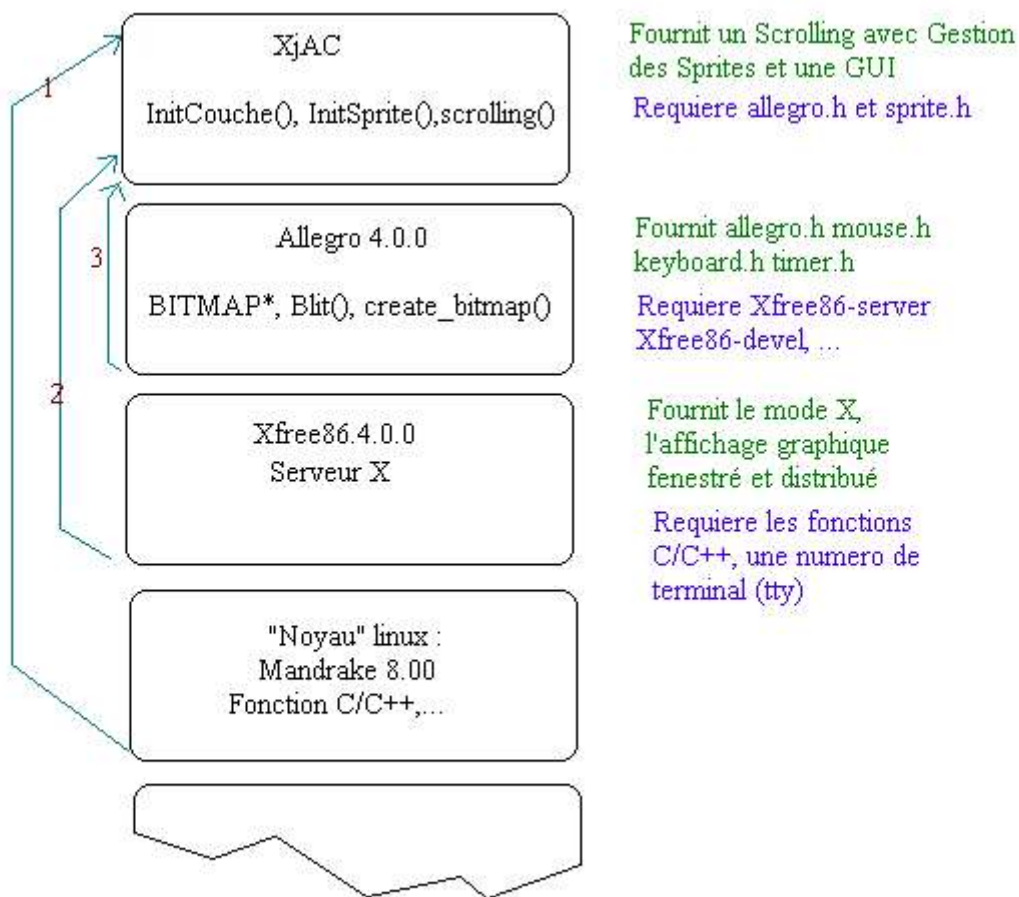 XjAC
InitCouche(), InitSprite(),scrolling()
Fournit un Scrolling avec Gestion
des Sprites et une GUI
Requiere allegro.h et sprite.h
1
Allegro 4.0.0
BITMAP*, Blit(), create_bitmap()
Fournit allegro.h mouse.h
keyboard.h timer.h
Requiere Xfree86-server
Xfree86-devel, ...
3
2
Xfree86.4.0.0
Serveur X
Fournit le mode X,
l'affichage graphique
fenestré et distribué
Requiere les fonctions
C/C++, une numero de
terminal (tty)
"Noyau" linux :
Mandrake 8.00
Fonction C/C++,...